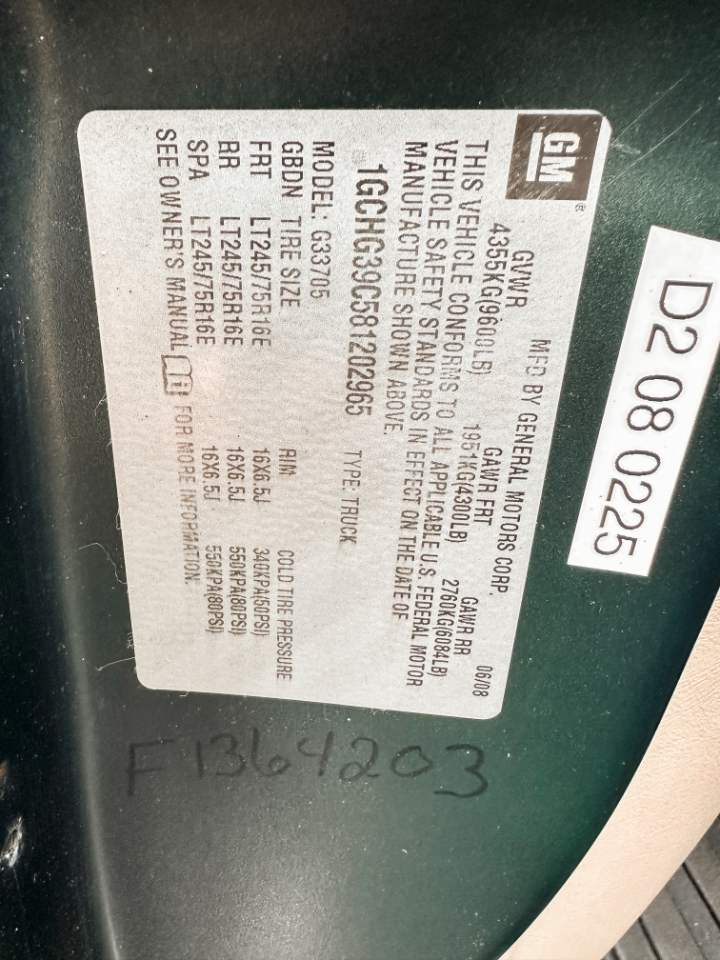 GM
MFD BY GENERAL MOTORS CORP. 06/08
GVWR GAWR FRT GAWR RR
4355KG(9600LB) 1951KG(4300LB) 2760KG(6084LB)
THIS VEHICLE CONFORMS TO ALL APPLICABLE U.S. FEDERAL MOTOR
VEHICLE SAFETY STANDARDS IN EFFECT ON THE DATE OF
MANUFACTURE SHOWN ABOVE.
1GCHG39C581202965 TYPE: TRUCK
MODEL: G33705
GBDN TIRE SIZE RIM COLD TIRE PRESSURE
FRT LT245/75R16E 16X6.5J 340KPA(50PSI)
RR LT245/75R16E 16X6.5J 550KPA(80PSI)
SPA LT245/75R16E 16X6.5J 550KPA(80PSI)
SEE OWNER'S MANUAL FOR MORE INFORMATION.
D2 08 0225
F1364203